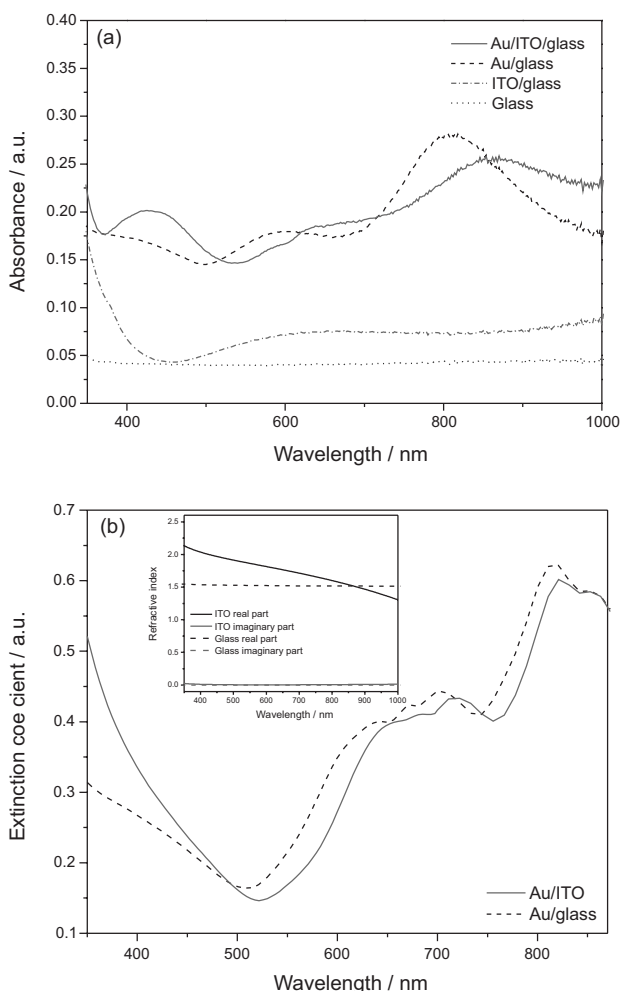 (a)
Au/ITO/glass
Au/glass
ITO/glass
Glass
0.40
0.35
0.30
0.25
0.20
0.15
0.10
0.05
0.00
Absorbance / a.u.
400 600 800 1000
Wavelength / nm
(b)
0.7
0.6
0.5
0.4
0.3
0.2
0.1
Extinction coe cient / a.u.
2.5
2.0
1.5
1.0
0.5
0.0
Refractive index
ITO real part
ITO imaginary part
Glass real part
Glass imaginary part
400 500 600 700 800 900 1000
Wavelength / nm
Au/ITO
Au/glass
400 500 600 700 800
Wavelength / nm